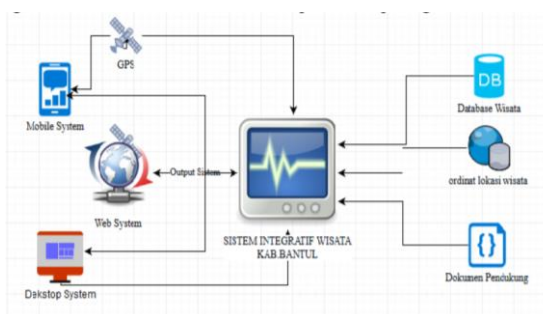 GPS
Mobile System
Web System
Output Sistem
Dekstop System
SISTEM INTEGRATIF WISATA
KAB.BANTUL
DB
Database Wisata
ordinat lokasi wisata
{}
Dokumen Pendukung